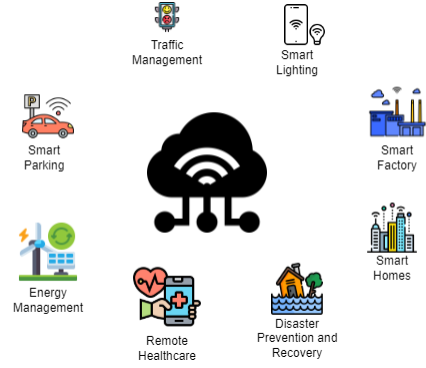 Traffic
Management
Smart
Lighting
P
Smart
Parking
Smart
Factory
Energy
Management
Smart
Homes
Remote
Healthcare
Disaster
Prevention and
Recovery